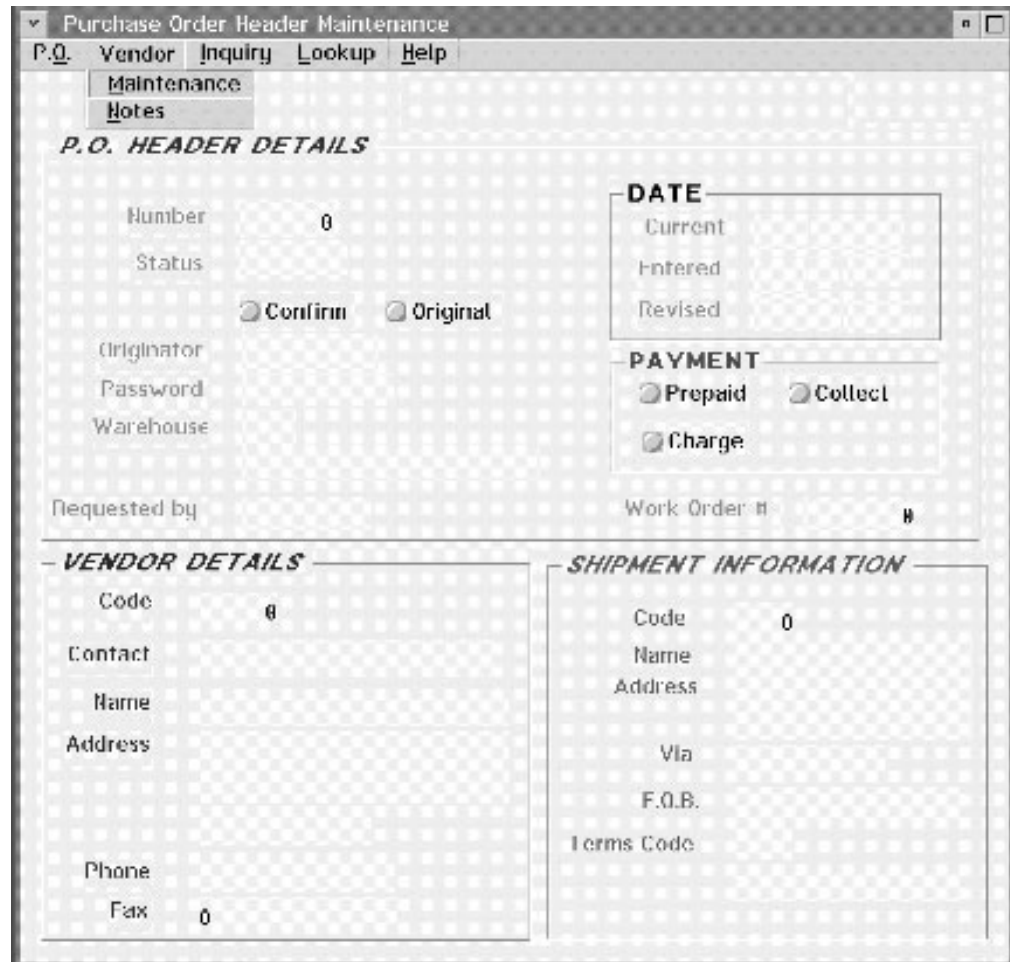 Purchase Order Header Maintenance
P.O. Vendor Inquiry Lookup Help
Maintenance
Notes
P.O. HEADER DETAILS
Number 0
Status
Confirm Original
Originator
Password
Warehouse
Requested by
DATE
Current
Entered
Revised
PAYMENT
Prepaid Collect
Charge
Work Order # 0
VENDOR DETAILS
Code 0
Contact
Name
Address
Phone
Fax 0
SHIPMENT INFORMATION
Code 0
Name
Address
Via
F.O.B.
Terms Code